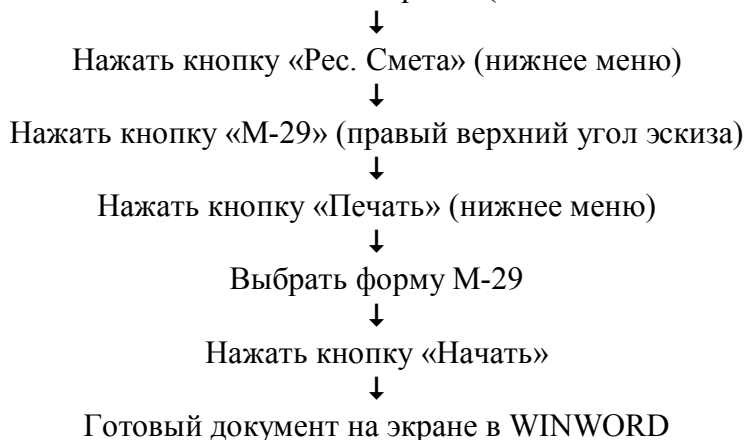 ↓
Нажать кнопку «Рес. Смета» (нижнее меню)
↓
Нажать кнопку «М-29» (правый верхний угол эскиза)
↓
Нажать кнопку «Печать» (нижнее меню)
↓
Выбрать форму М-29
↓
Нажать кнопку «Начать»
↓
Готовый документ на экране в WINWORD